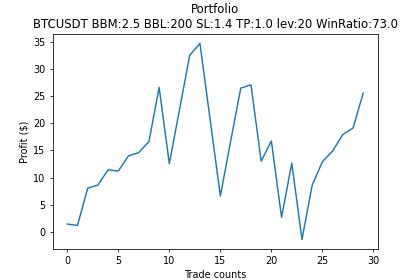 Portfolio
BTCUSDT BBM:2.5 BBL:200 SL:1.4 TP:1.0 lev:20 WinRatio:73.0
35
30
25
20
15
10
5
0
Profit ($)
0 5 10 15 20 25 30
Trade counts